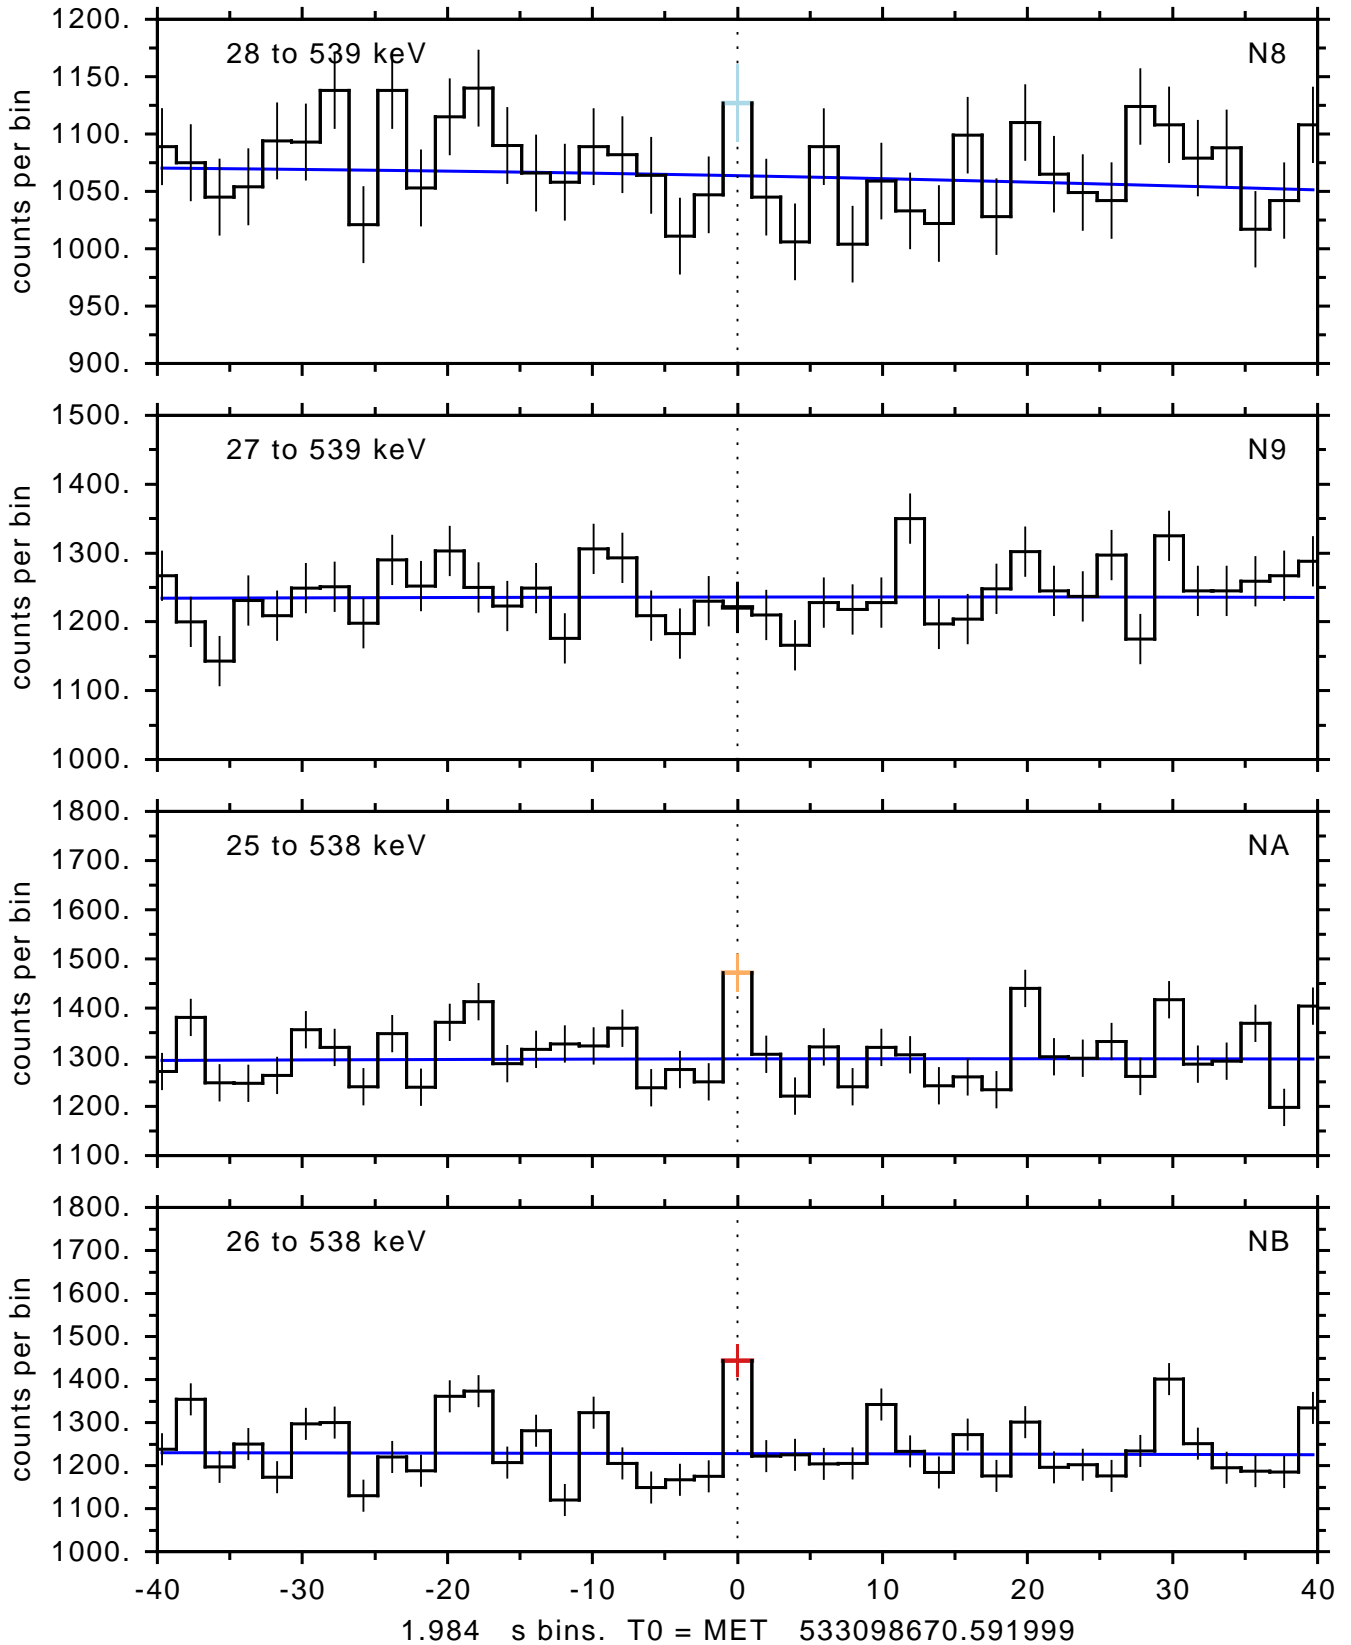 1200.
1150.
1100.
1050.
1000.
950.
900.
counts per bin
28 to 539 keV
N8
1500.
1400.
1300.
1200.
1100.
1000.
counts per bin
27 to 539 keV
N9
1800.
1700.
1600.
1500.
1400.
1300.
1200.
1100.
counts per bin
25 to 538 keV
NA
1800.
1700.
1600.
1500.
1400.
1300.
1200.
1100.
1000.
counts per bin
26 to 538 keV
NB
-40 -30 -20 -10 0 10 20 30 40
1.984 s bins. T0 = MET 533098670.591999